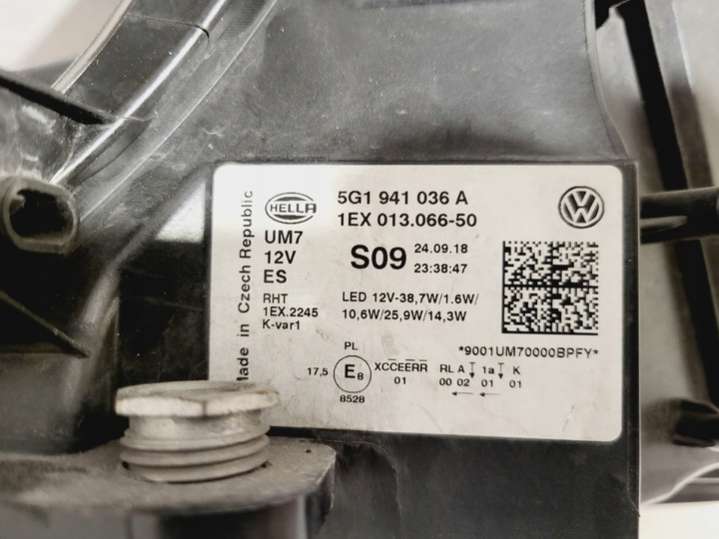 Made in Czech Republic
HELLA
5G1 941 036 A
1EX 013.066-50
UM7
12V
ES
S09
24.09.18
23:38:47
RHT
1EX.2245
K-var1
LED 12V-38,7W/1.6W/
10,6W/25,9W/14,3W
*9001UM70000BPFY*
PL
17,5
E8
8528
XCCEERR
01
RL A 1a K
00 02 01 01